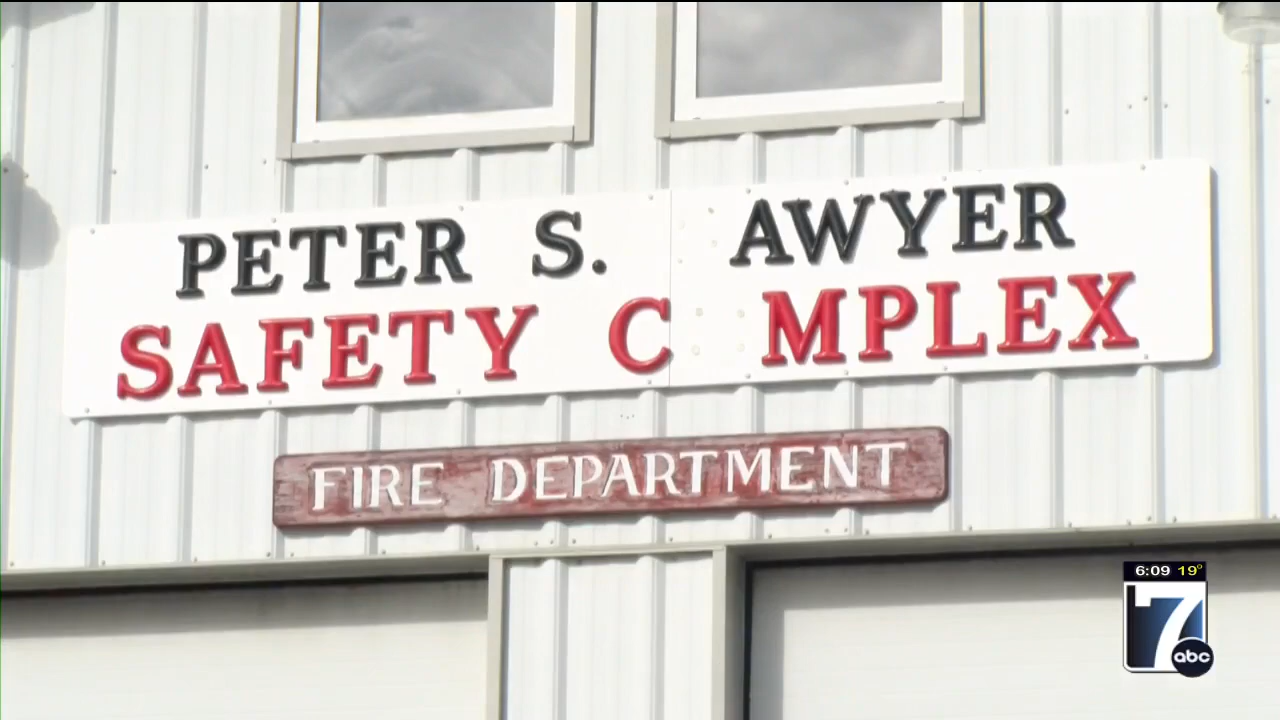 PETER S. AWYER
SAFETY C MPLEX
FIRE DEPARTMENT
6:09 19°
7
abc